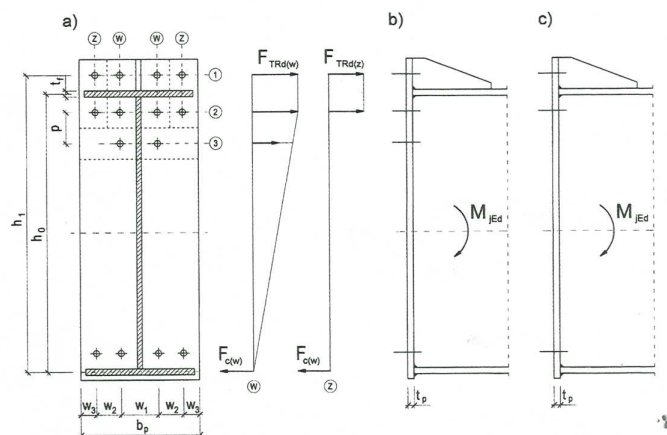 a)
b)
c)
z w w z
F_TRd(w)
F_TRd(z)
t_f
1
2
p
3
h_1
h_0
M_jEd
M_jEd
F_c(w)
F_c(w)
w
z
w_3 w_2 w_1 w_2 w_3
b_p
t_p
t_p